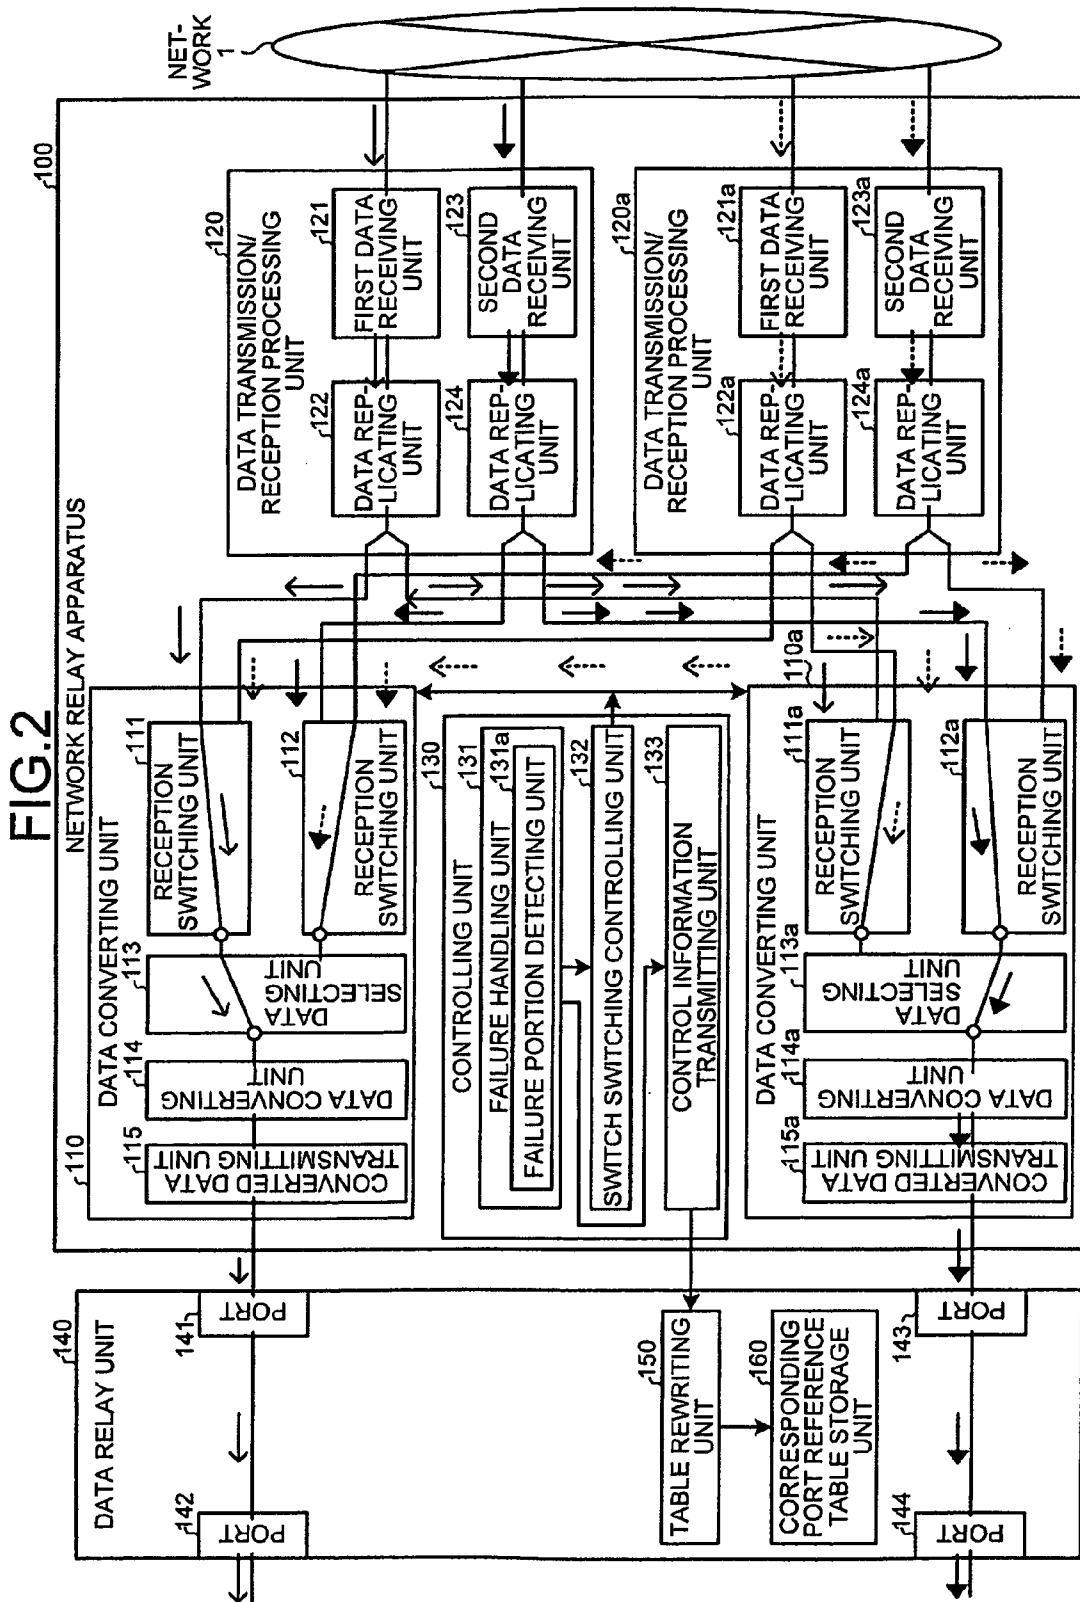 FIG.2
NETWORK RELAY APPARATUS
100
NET-
WORK
1
DATA TRANSMISSION/
RECEPTION PROCESSING
UNIT
120
FIRST DATA
RECEIVING
UNIT
121
DATA REP-
LICATING
UNIT
122
SECOND
DATA
RECEIVING
UNIT
123
DATA REP-
LICATING
UNIT
124
DATA TRANSMISSION/
RECEPTION PROCESSING
UNIT
120a
FIRST DATA
RECEIVING
UNIT
121a
DATA REP-
LICATING
UNIT
122a
SECOND
DATA
RECEIVING
UNIT
123a
DATA REP-
LICATING
UNIT
124a
DATA CONVERTING UNIT
110
RECEPTION
SWITCHING UNIT
111
RECEPTION
SWITCHING UNIT
112
DATA
SELECTING
UNIT
113
DATA CONVERTING
UNIT
114
CONVERTED DATA
TRANSMITTING UNIT
115
CONTROLLING UNIT
130
FAILURE HANDLING UNIT
131
FAILURE PORTION DETECTING UNIT
131a
SWITCH SWITCHING CONTROLLING UNIT
132
CONTROL INFORMATION
TRANSMITTING UNIT
133
DATA CONVERTING UNIT
110a
RECEPTION
SWITCHING UNIT
111a
RECEPTION
SWITCHING UNIT
112a
DATA
SELECTING
UNIT
113a
DATA CONVERTING
UNIT
114a
CONVERTED DATA
TRANSMITTING UNIT
115a
DATA RELAY UNIT
140
PORT
141
PORT
142
TABLE REWRITING
UNIT
150
CORRESPONDING
PORT REFERENCE
TABLE STORAGE
UNIT
160
PORT
143
PORT
144